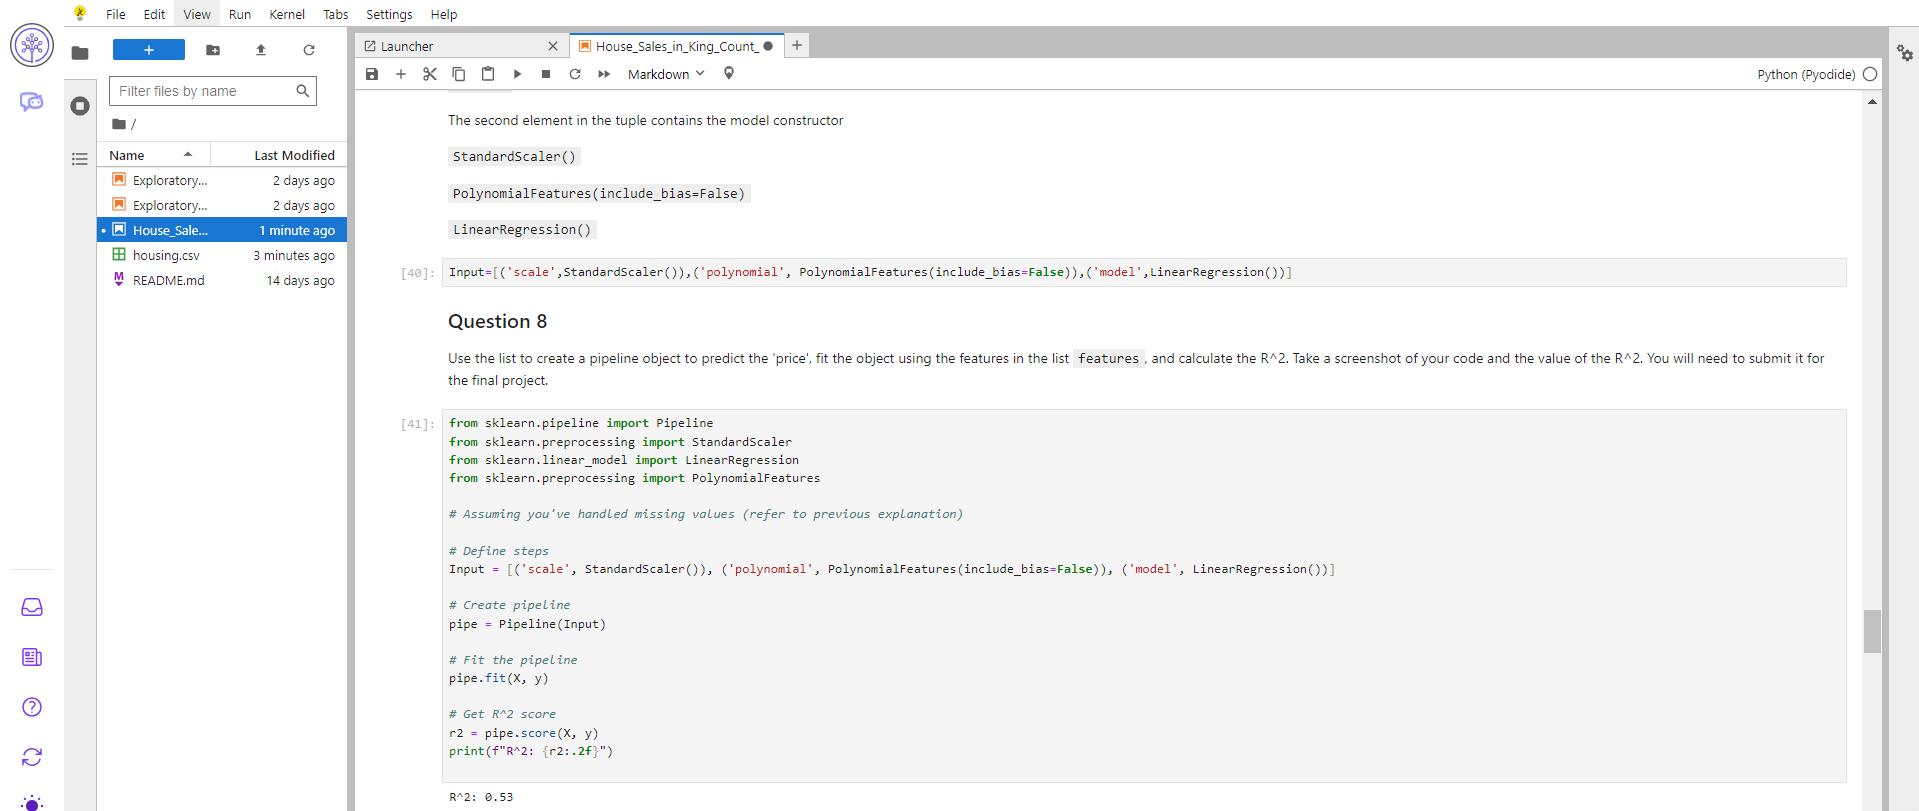 File Edit View Run Kernel Tabs Settings Help
Launcher
House_Sales_in_King_Count_
Markdown
Python (Pyodide)
Filter files by name
/
Name Last Modified
Exploratory... 2 days ago
Exploratory... 2 days ago
House_Sale... 1 minute ago
housing.csv 3 minutes ago
README.md 14 days ago
The second element in the tuple contains the model constructor
StandardScaler()
PolynomialFeatures(include_bias=False)
LinearRegression()
[40]: Input=[('scale',StandardScaler()),('polynomial', PolynomialFeatures(include_bias=False)),('model',LinearRegression())]
Question 8
Use the list to create a pipeline object to predict the 'price', fit the object using the features in the list features, and calculate the R^2. Take a screenshot of your code and the value of the R^2. You will need to submit it for
the final project.
[41]: from sklearn.pipeline import Pipeline
from sklearn.preprocessing import StandardScaler
from sklearn.linear_model import LinearRegression
from sklearn.preprocessing import PolynomialFeatures
# Assuming you've handled missing values (refer to previous explanation)
# Define steps
Input = [('scale', StandardScaler()), ('polynomial', PolynomialFeatures(include_bias=False)), ('model', LinearRegression())]
# Create pipeline
pipe = Pipeline(Input)
# Fit the pipeline
pipe.fit(X, y)
# Get R^2 score
r2 = pipe.score(X, y)
print(f"R^2: {r2:.2f}")
R^2: 0.53